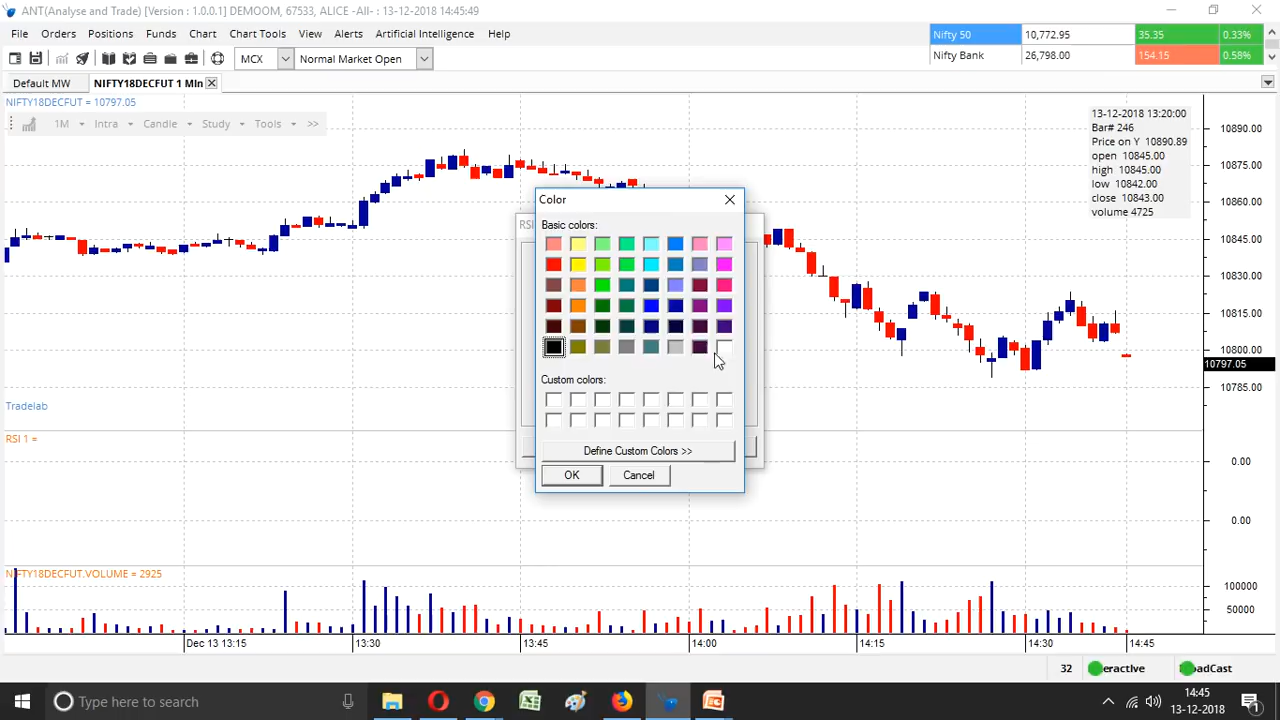 ANT(Analyse and Trade) [Version : 1.0.0.1] DEMOOM, 67533, ALICE -All- : 13-12-2018 14:45:49
File Orders Positions Funds Chart Chart Tools View Alerts Artificial Intelligence Help
Nifty 50 10,772.95 35.35 0.33%
Nifty Bank 26,798.00 154.15 0.58%
MCX Normal Market Open
Default MW NIFTY18DECFUT 1 MIn
NIFTY18DECFUT = 10797.05
1M Intra Candle Study Tools >>
13-12-2018 13:20:00
Bar# 246
Price on Y 10890.89
open 10845.00
high 10845.00
low 10842.00
close 10843.00
volume 4725
10890.00
10875.00
10860.00
10845.00
10830.00
10815.00
10800.00
10797.05
10785.00
RSI
Color
Basic colors:
Custom colors:
Define Custom Colors >>
OK Cancel
Tradelab
RSI 1 =
0.00
0.00
NIFTY18DECFUT.VOLUME = 2925
100000
50000
Dec 13 13:15 13:30 13:45 14:00 14:15 14:30 14:45
32
Type here to search
14:45
13-12-2018
1